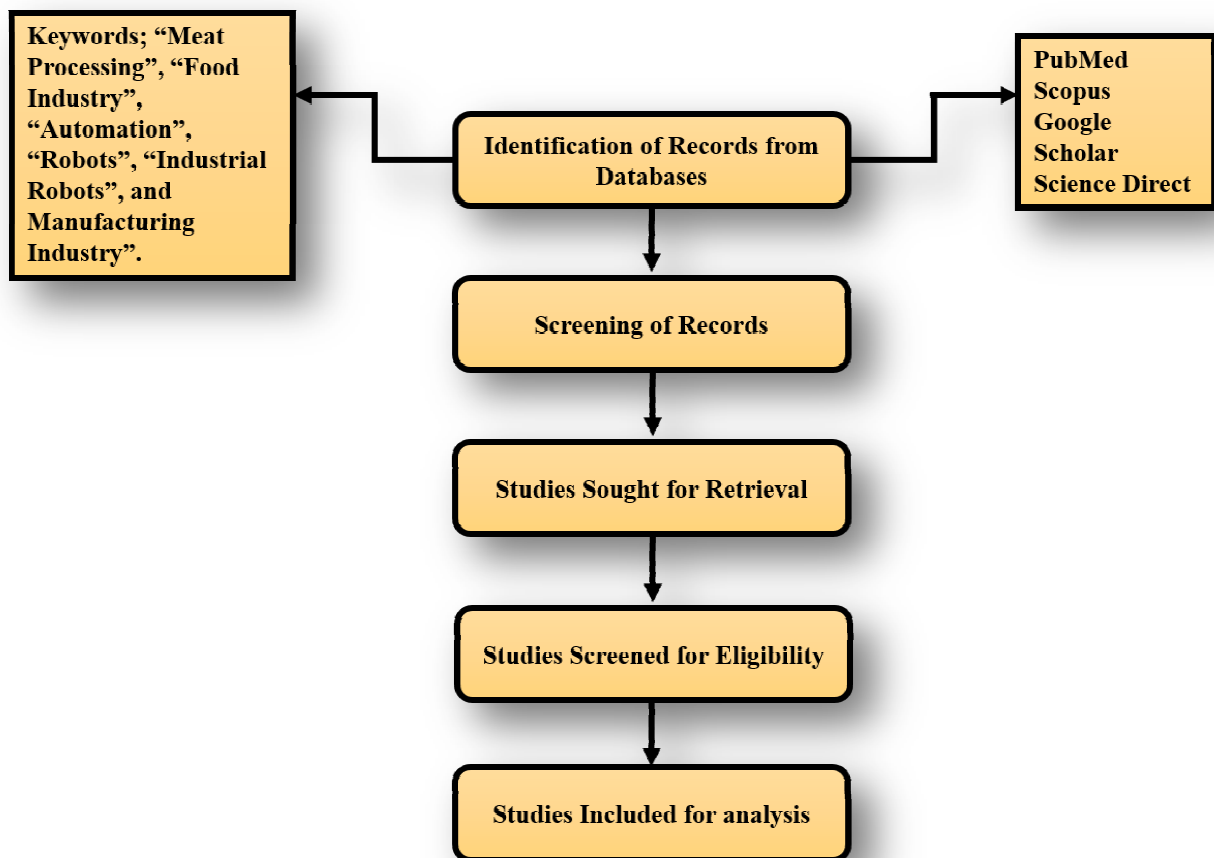 Keywords; “Meat
Processing”, “Food
Industry”,
“Automation”,
“Robots”, “Industrial
Robots”, and
Manufacturing
Industry”.
Identification of Records from
Databases
PubMed
Scopus
Google
Scholar
Science Direct
Screening of Records
Studies Sought for Retrieval
Studies Screened for Eligibility
Studies Included for analysis